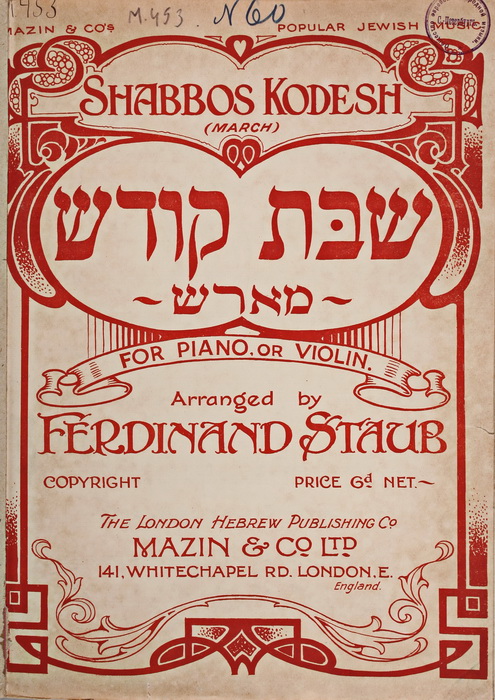 M.453
N 60
MAZIN & CO's POPULAR JEWISH MUSIC
SHABBOS KODESH
(MARCH)
שבּת קודש
~מארש~
FOR PIANO. OR VIOLIN.
Arranged by
FERDINAND STAUB
COPYRIGHT PRICE 6d NET.~
THE LONDON HEBREW PUBLISHING Co
MAZIN & Co LTD
141, WHITECHAPEL RD. LONDON, E.
England.